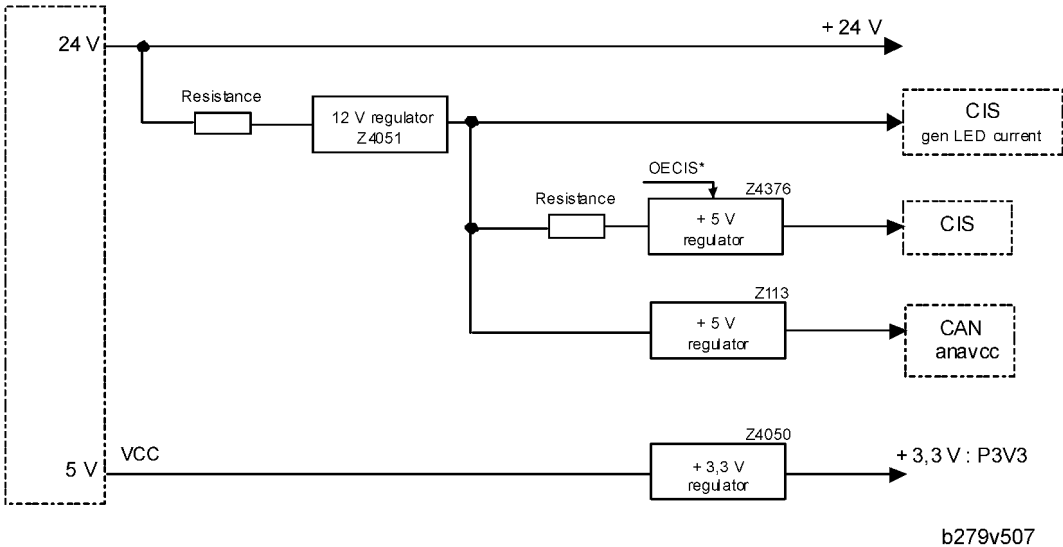 24 V
+ 24 V
Resistance
12 V regulator
Z4051
CIS
gen LED current
OECIS*
Z4376
Resistance
+ 5 V
regulator
CIS
Z113
+ 5 V
regulator
CAN
anavcc
5 V
VCC
Z4050
+ 3,3 V
regulator
+ 3,3 V : P3V3
b279v507